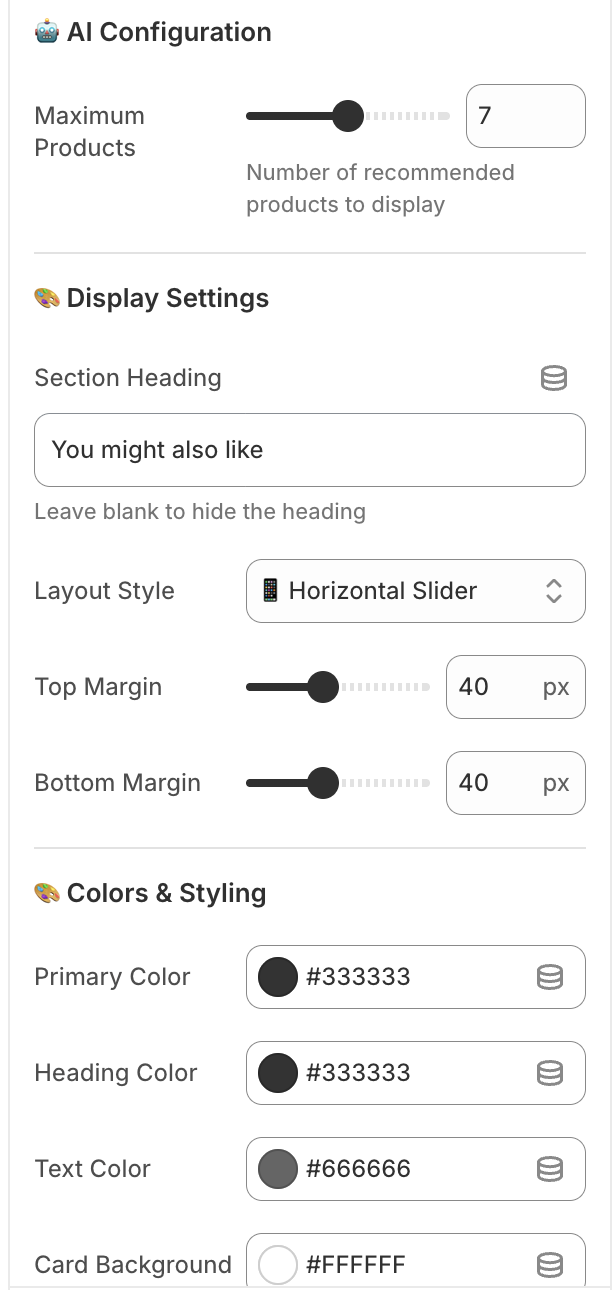 🤖 AI Configuration
Maximum
Products
7
Number of recommended
products to display
🎨 Display Settings
Section Heading
You might also like
Leave blank to hide the heading
Layout Style
📱 Horizontal Slider
Top Margin
40 px
Bottom Margin
40 px
🎨 Colors & Styling
Primary Color
#333333
Heading Color
#333333
Text Color
#666666
Card Background
#FFFFFF